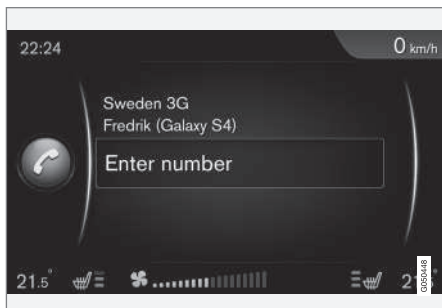 22:24
0 km/h
Sweden 3G
Fredrik (Galaxy S4)
Enter number
21.5°
G050448